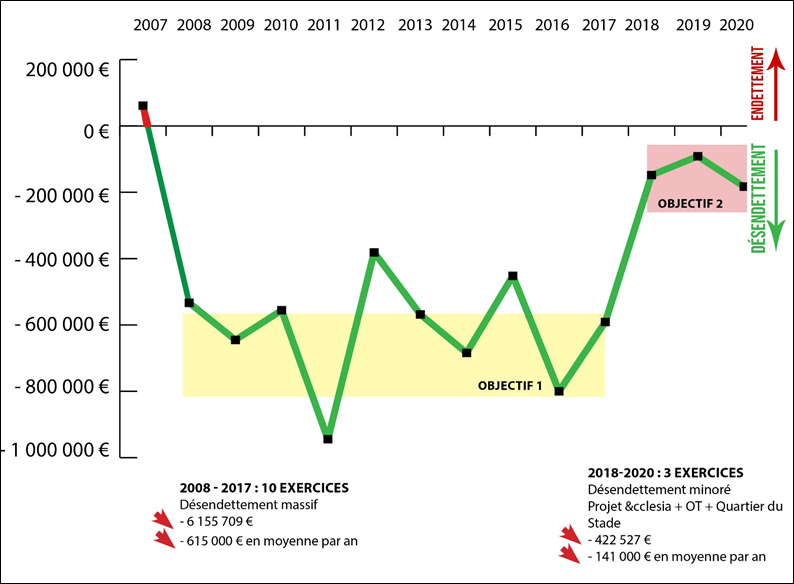 2007 2008 2009 2010 2011 2012 2013 2014 2015 2016 2017 2018 2019 2020
200 000 €
0 €
- 200 000 €
- 400 000 €
- 600 000 €
- 800 000 €
- 1 000 000 €
ENDETTEMENT
DÉSENDETTEMENT
OBJECTIF 2
OBJECTIF 1
2008 - 2017 : 10 EXERCICES
Désendettement massif
- 6 155 709 €
- 615 000 € en moyenne par an
2018-2020 : 3 EXERCICES
Désendettement minoré
Projet &cclesia + OT + Quartier du
Stade
- 422 527 €
- 141 000 € en moyenne par an